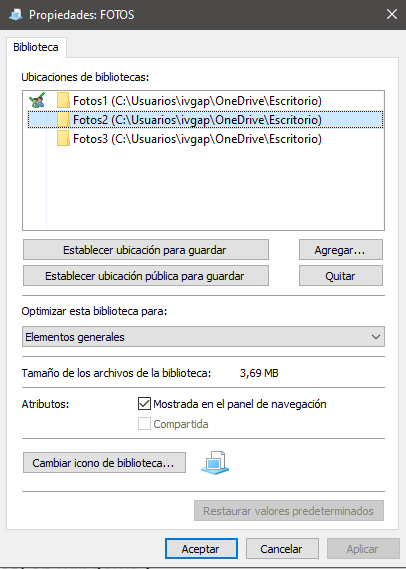 Propiedades: FOTOS
Biblioteca
Ubicaciones de bibliotecas:
Fotos1 (C:\Usuarios\ivgap\OneDrive\Escritorio)
Fotos2 (C:\Usuarios\ivgap\OneDrive\Escritorio)
Fotos3 (C:\Usuarios\ivgap\OneDrive\Escritorio)
Establecer ubicación para guardar
Agregar...
Establecer ubicación pública para guardar
Quitar
Optimizar esta biblioteca para:
Elementos generales
Tamaño de los archivos de la biblioteca: 3,69 MB
Atributos: Mostrada en el panel de navegación
Compartida
Cambiar icono de biblioteca...
Restaurar valores predeterminados
Aceptar Cancelar Aplicar